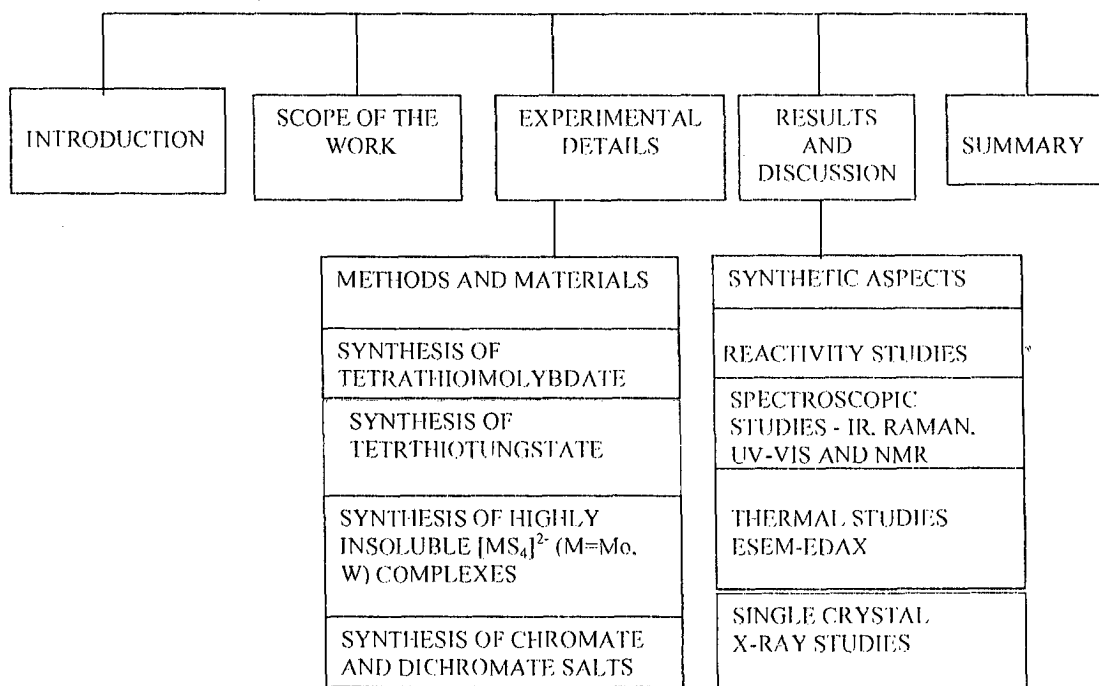 INTRODUCTION
SCOPE OF THE
WORK
EXPERIMENTAL
DETAILS
RESULTS
AND
DISCUSSION
SUMMARY
METHODS AND MATERIALS
SYNTHESIS OF
TETRATHIOIMOLYBDATE
SYNTHESIS OF
TETRTHIOTUNGSTATE
SYNTHESIS OF HIGHLY
INSOLUBLE [MS₄]²⁻ (M=Mo,
W) COMPLEXES
SYNTHESIS OF CHROMATE
AND DICHROMATE SALTS
SYNTHETIC ASPECTS
REACTIVITY STUDIES
SPECTROSCOPIC
STUDIES - IR, RAMAN,
UV-VIS AND NMR
THERMAL STUDIES
ESEM-EDAX
SINGLE CRYSTAL
X-RAY STUDIES